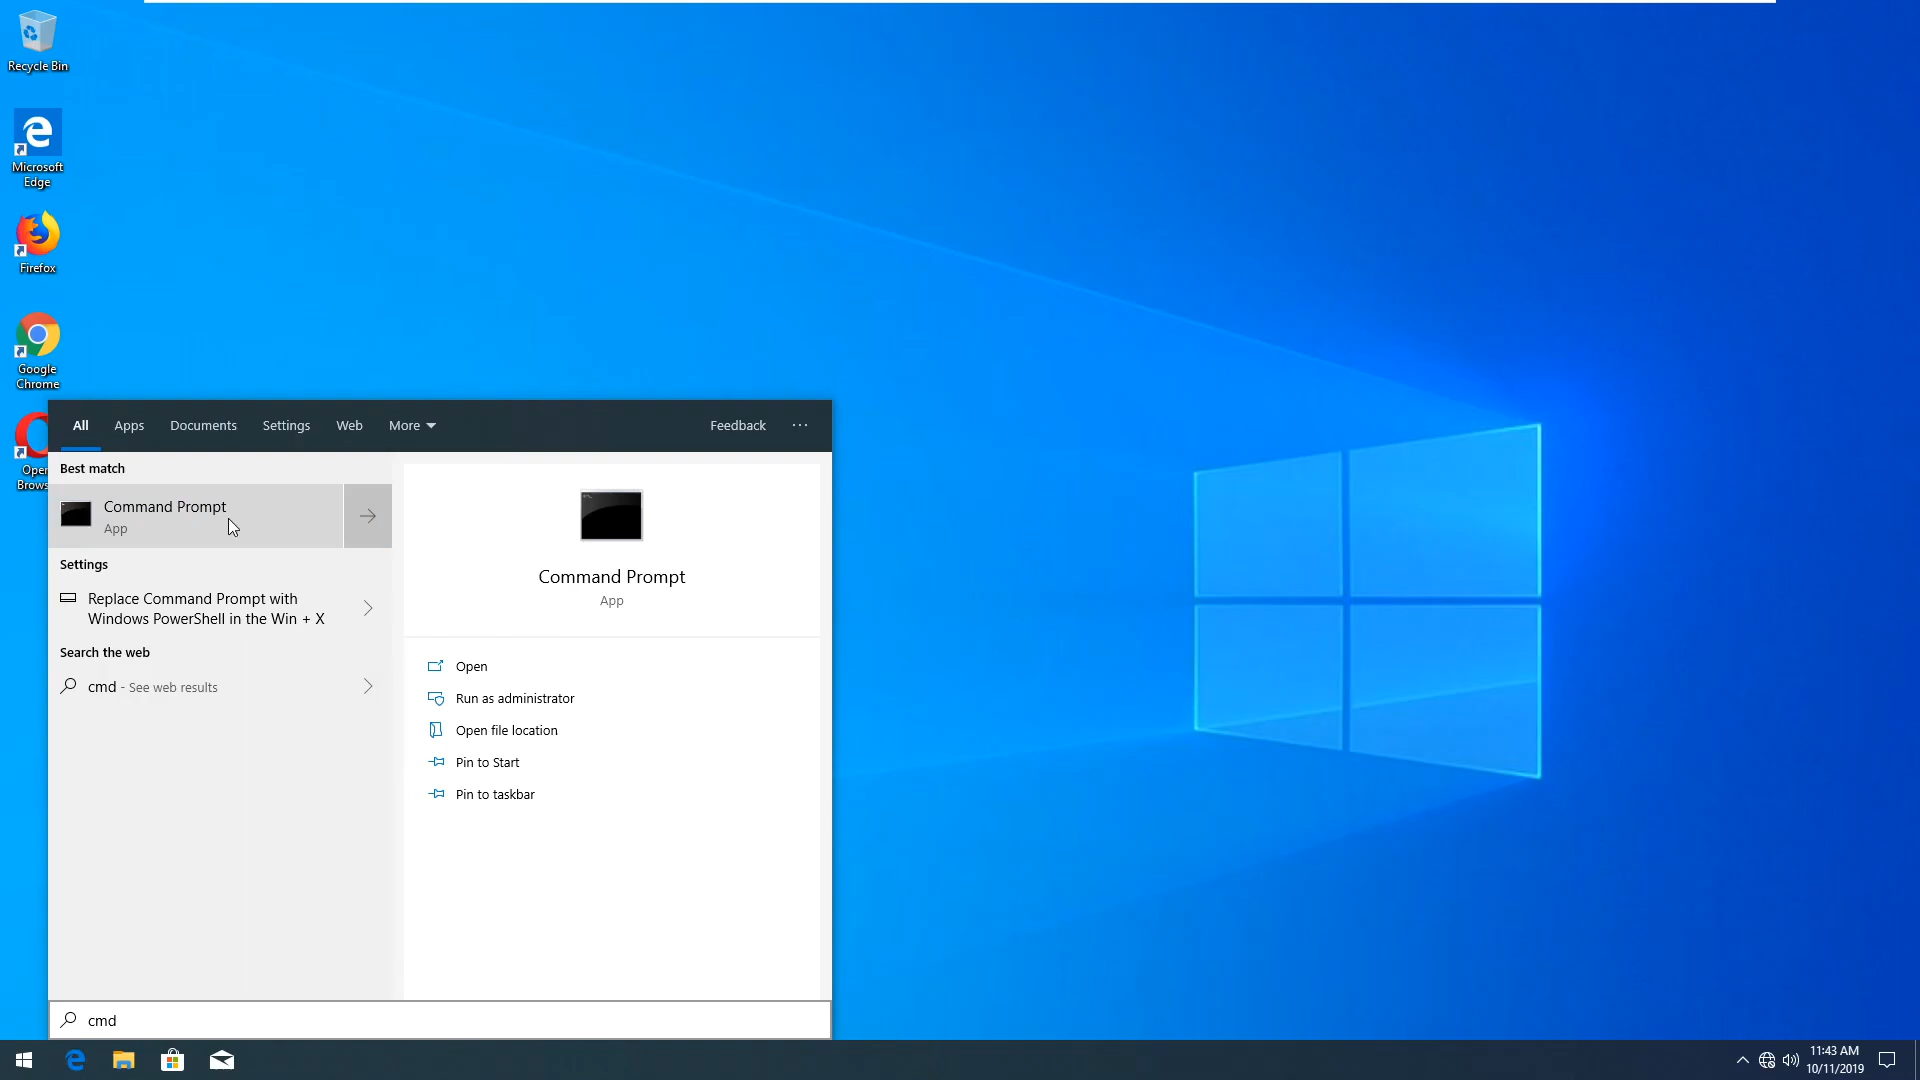 Recycle Bin
Microsoft
Edge
Firefox
Google
Chrome
All
Apps
Documents
Settings
Web
More
Feedback
Best match
Command Prompt
App
Settings
Replace Command Prompt with
Windows PowerShell in the Win + X
Search the web
cmd - See web results
Command Prompt
App
Open
Run as administrator
Open file location
Pin to Start
Pin to taskbar
cmd
11:43 AM
10/11/2019